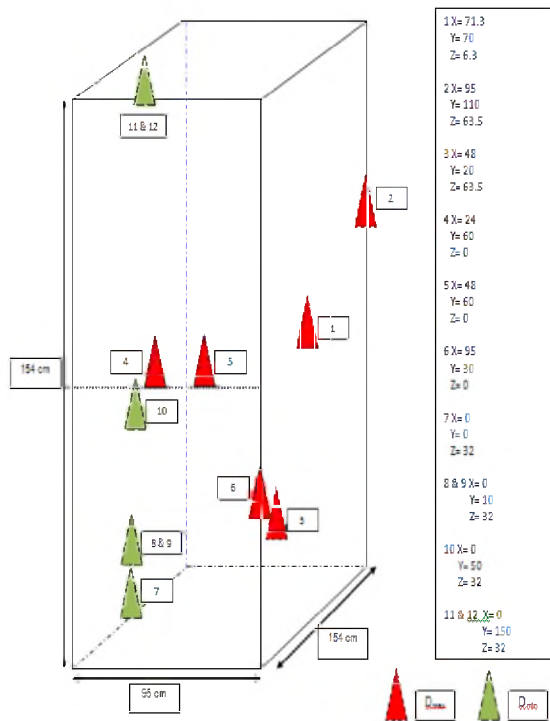 11 & 12
2
1
4
5
154 cm
10
6
3
8 & 9
7
154 cm
95 cm
1 X= 71.3
Y= 70
Z= 6.3
2 X= 95
Y= 110
Z= 63.5
3 X= 48
Y= 20
Z= 63.5
4 X= 24
Y= 60
Z= 0
5 X= 48
Y= 60
Z= 0
6 X= 95
Y= 30
Z= 0
7 X= 0
Y= 0
Z= 32
8 & 9 X= 0
Y= 10
Z= 32
10 X= 0
Y= 50
Z= 32
11 & 12 X= 0
Y= 150
Z= 32